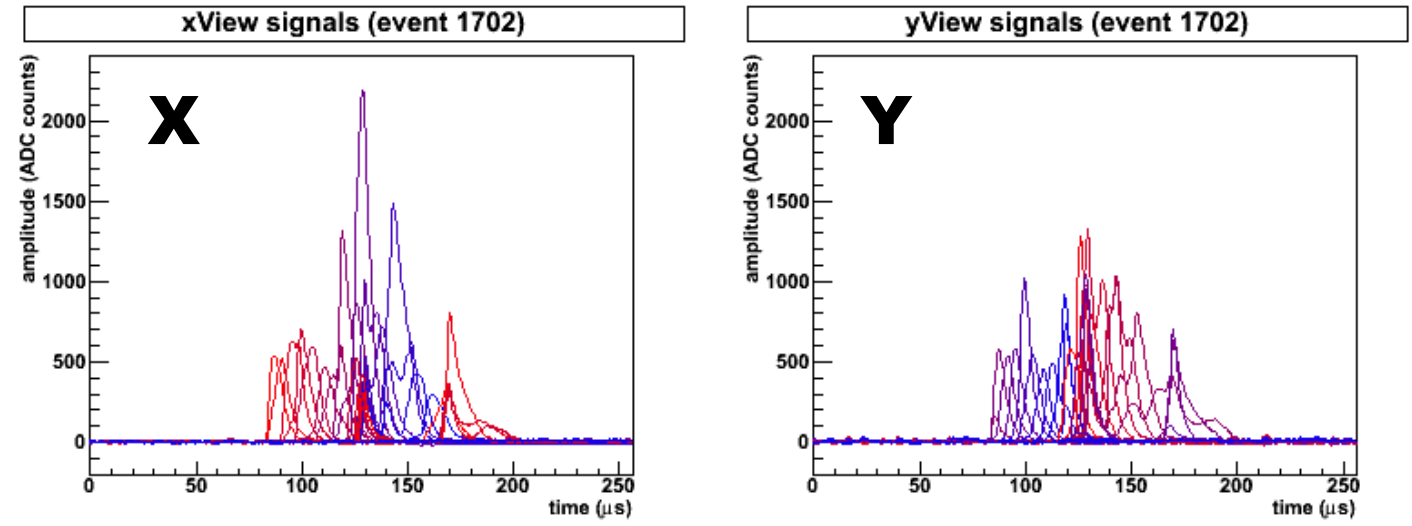 xView signals (event 1702)
amplitude (ADC counts)
2000
1500
1000
500
0
X
0 50 100 150 200 250
time (μs)
yView signals (event 1702)
amplitude (ADC counts)
2000
1500
1000
500
0
Y
0 50 100 150 200 250
time (μs)